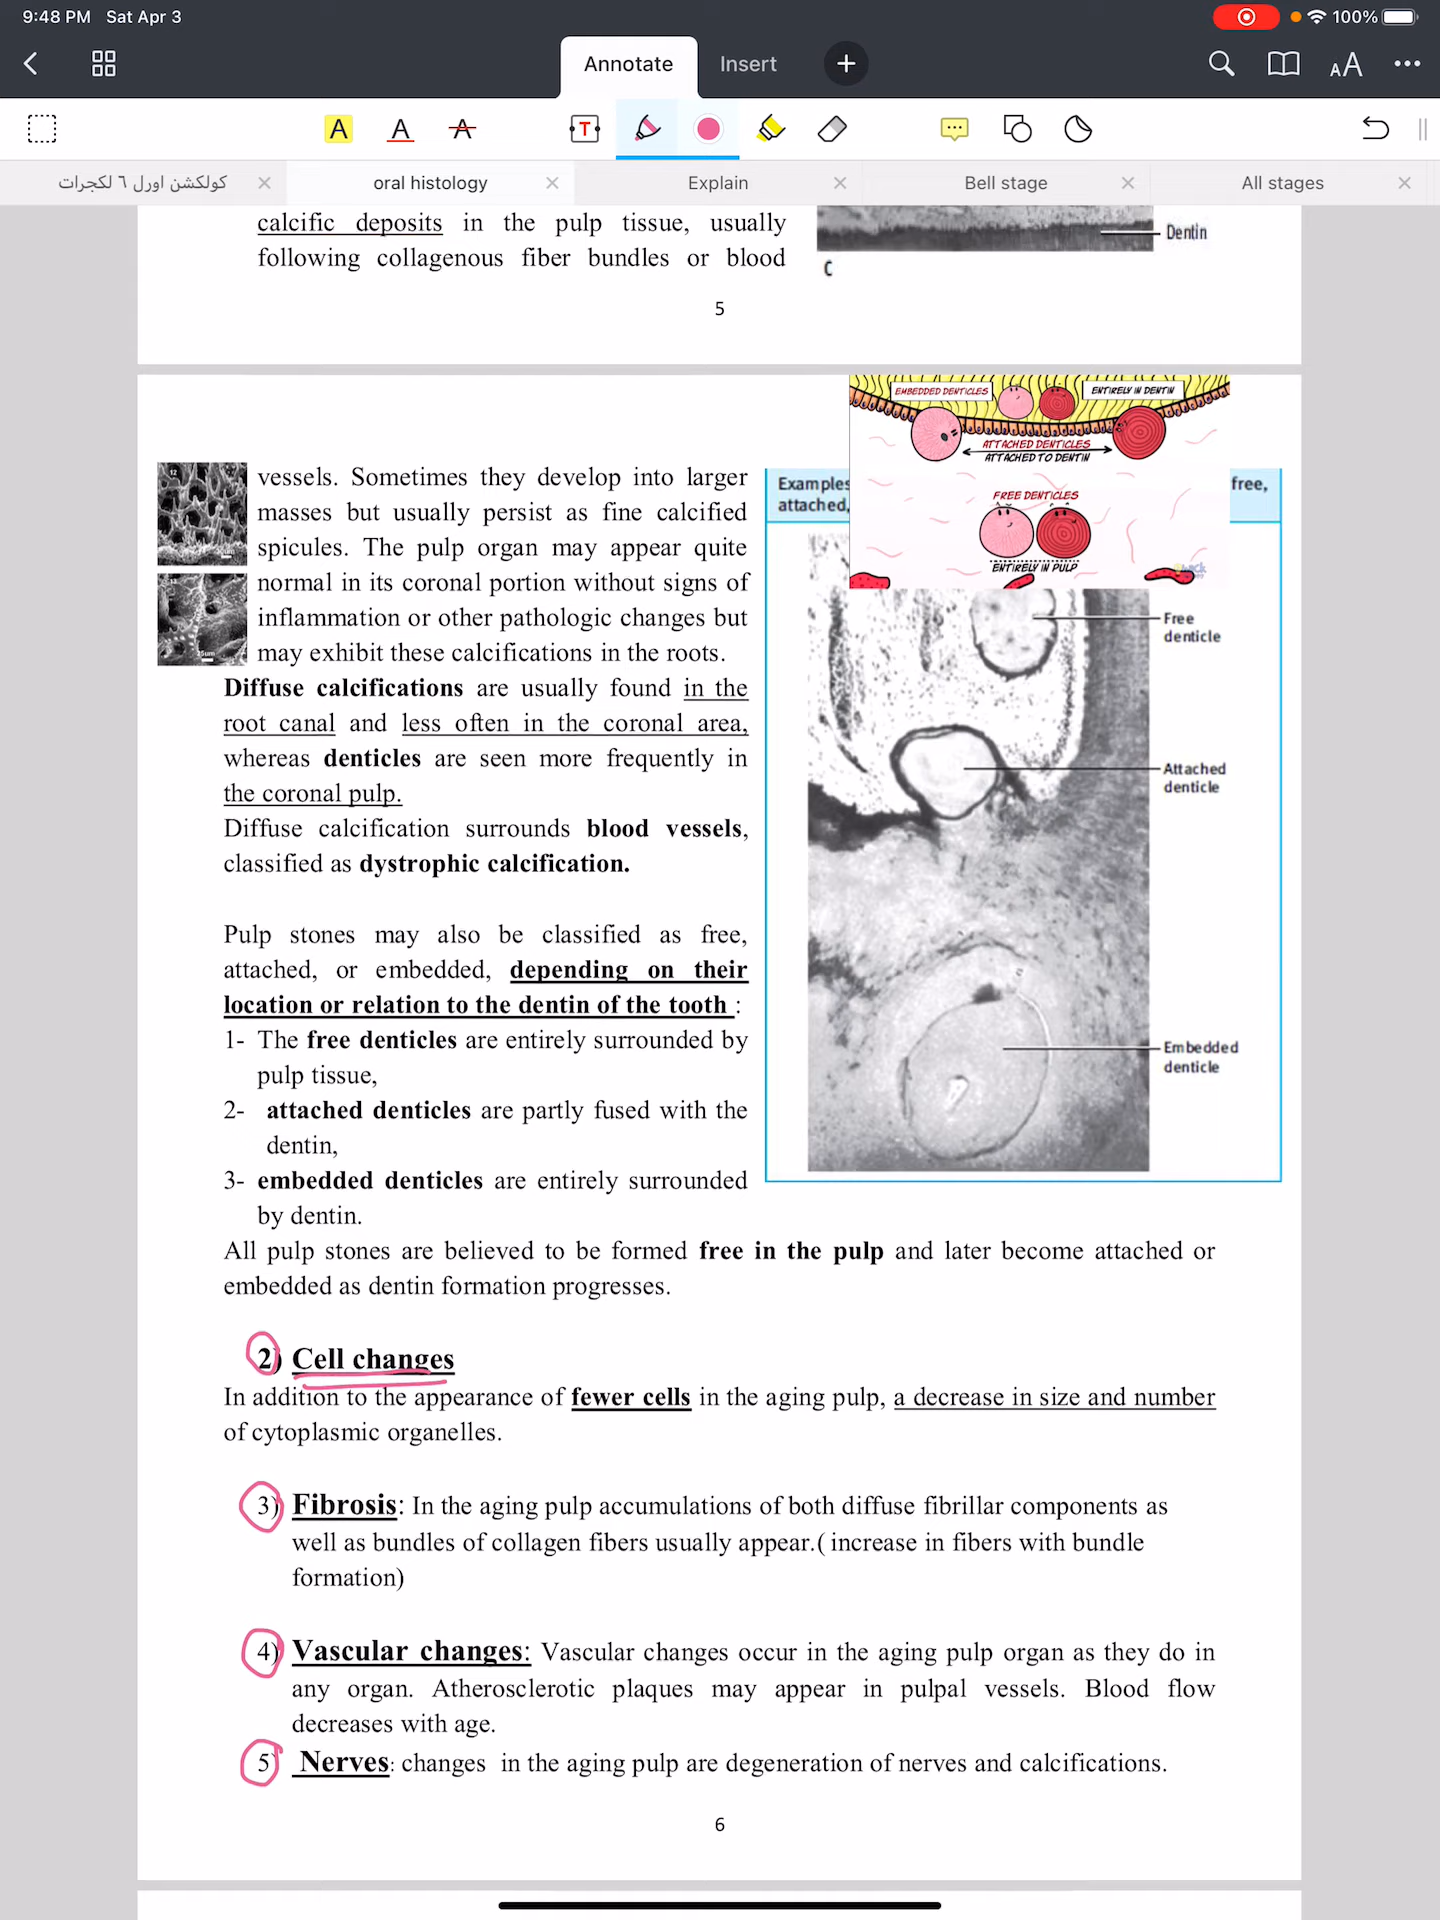 9:48 PM Sat Apr 3
100%
Annotate
Insert
A A A T
AA
كولكشن اورل ٦ لكجرات
oral histology
Explain
Bell stage
All stages
calcific deposits in the pulp tissue, usually
following collagenous fiber bundles or blood
Dentin
C
5
EMBEDDED DENTICLES
ENTIRELY IN DENTIN
ATTACHED DENTICLES
ATTACHED TO DENTIN
FREE DENTICLES
ENTIRELY IN PULP
Examples
free,
attached,
12
vessels. Sometimes they develop into larger
masses but usually persist as fine calcified
spicules. The pulp organ may appear quite
normal in its coronal portion without signs of
inflammation or other pathologic changes but
may exhibit these calcifications in the roots.
Diffuse calcifications are usually found in the
root canal and less often in the coronal area,
whereas denticles are seen more frequently in
the coronal pulp.
Diffuse calcification surrounds blood vessels,
classified as dystrophic calcification.
Free
denticle
Attached
denticle
Embedded
denticle
Pulp stones may also be classified as free,
attached, or embedded, depending on their
location or relation to the dentin of the tooth :
1- The free denticles are entirely surrounded by
pulp tissue,
2- attached denticles are partly fused with the
dentin,
3- embedded denticles are entirely surrounded
by dentin.
All pulp stones are believed to be formed free in the pulp and later become attached or
embedded as dentin formation progresses.
2) Cell changes
In addition to the appearance of fewer cells in the aging pulp, a decrease in size and number
of cytoplasmic organelles.
3) Fibrosis: In the aging pulp accumulations of both diffuse fibrillar components as
well as bundles of collagen fibers usually appear.( increase in fibers with bundle
formation)
4) Vascular changes: Vascular changes occur in the aging pulp organ as they do in
any organ. Atherosclerotic plaques may appear in pulpal vessels. Blood flow
decreases with age.
5) Nerves: changes in the aging pulp are degeneration of nerves and calcifications.
6